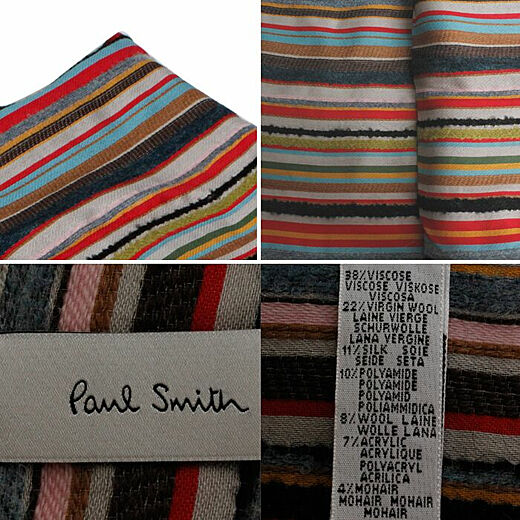 Paul Smith
38% VISCOSE
VISCOSE VISKOSE
VISCOSA
22% VIRGIN WOOL
LAINE VIERGE
SCHURWOLLE
LANA VERGINE
11% SILK SOIE
SEIDE SETA
10% POLYAMIDE
POLYAMIDE
POLYAMID
POLIAMMIDICA
8% WOOL LAINE
WOLLE LANA
7% ACRYLIC
ACRYLIQUE
POLYACRYL
ACRILICA
4% MOHAIR
MOHAIR MOHAIR
MOHAIR